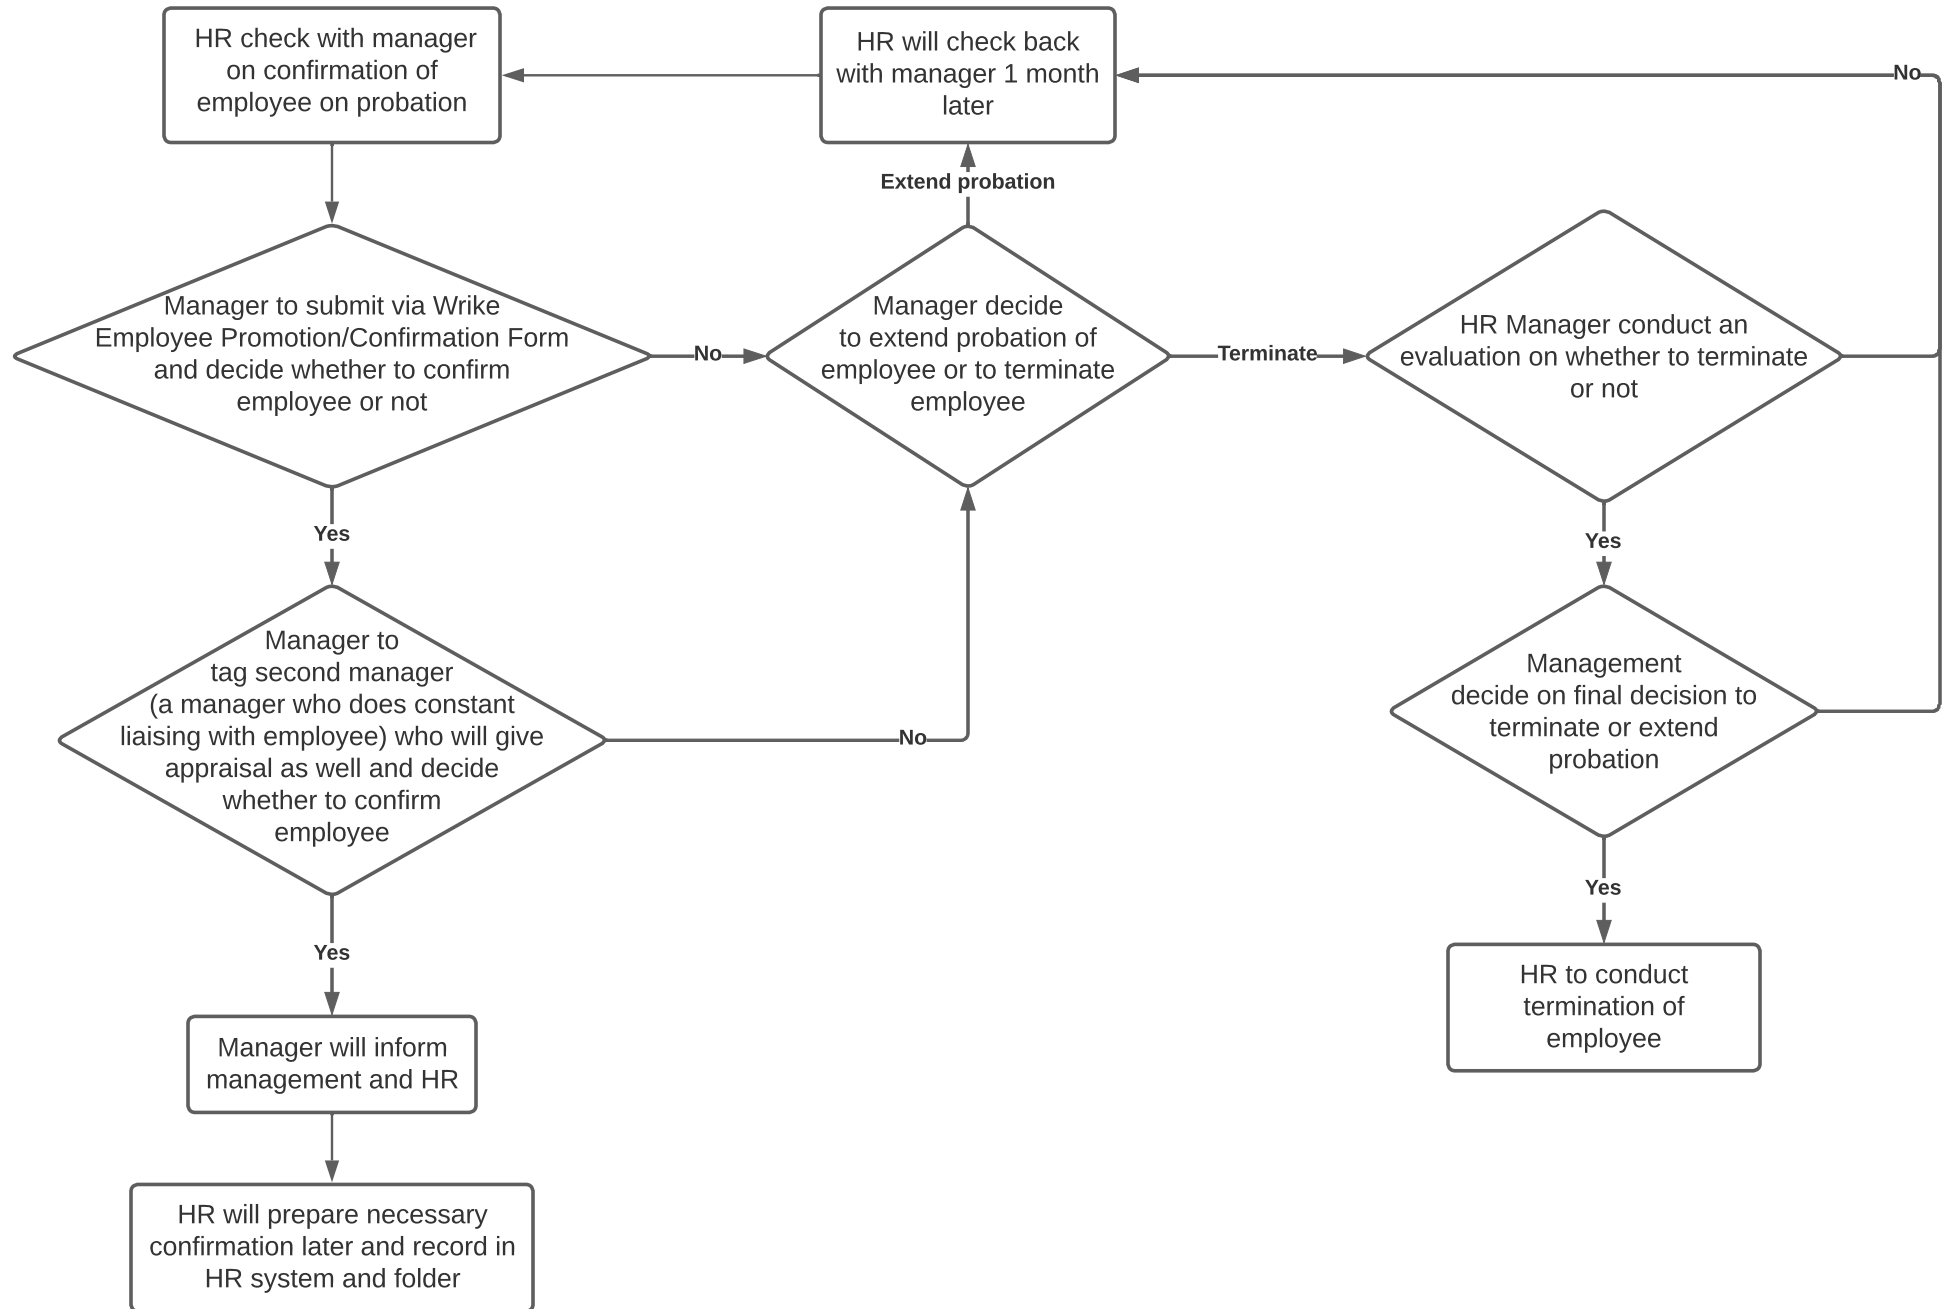 HR check with manager
on confirmation of
employee on probation
HR will check back
with manager 1 month
later
No
Extend probation
Manager to submit via Wrike
Employee Promotion/Confirmation Form
and decide whether to confirm
employee or not
No
Manager decide
to extend probation of
employee or to terminate
employee
Terminate
HR Manager conduct an
evaluation on whether to terminate
or not
Yes
Yes
Manager to
tag second manager
(a manager who does constant
liaising with employee) who will give
appraisal as well and decide
whether to confirm
employee
No
Management
decide on final decision to
terminate or extend
probation
Yes
Yes
HR to conduct
termination of
employee
Manager will inform
management and HR
HR will prepare necessary
confirmation later and record in
HR system and folder